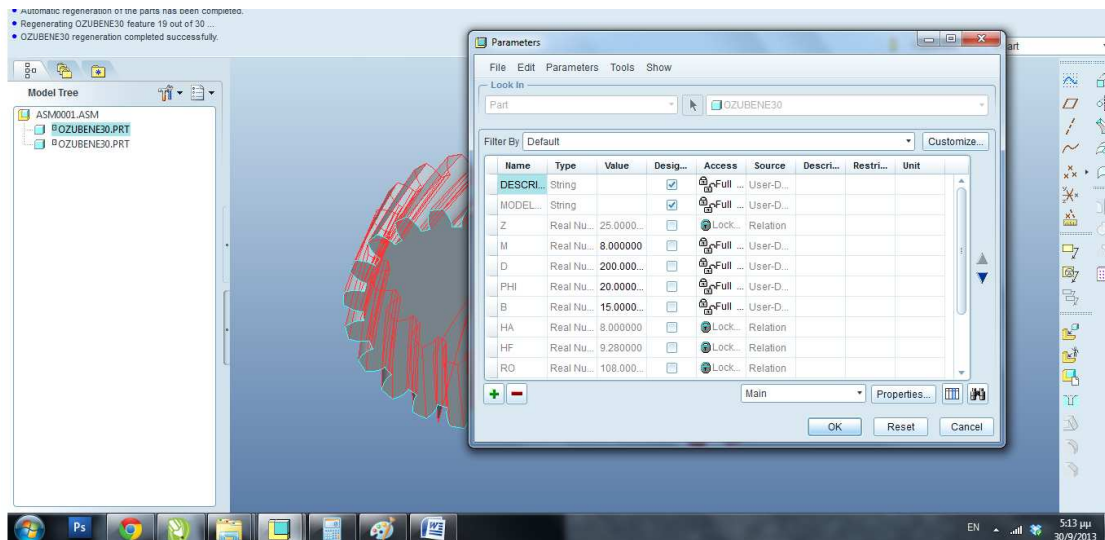 Automatic regeneration of the parts has been completed.
Regenerating OZUBENE30 feature 19 out of 30 ...
OZUBENE30 regeneration completed successfully.
art
Model Tree
ASM0001.ASM
OZUBENE30.PRT
OZUBENE30.PRT
Parameters
File Edit Parameters Tools Show
Look In
Part OZUBENE30
Filter By Default Customize...
Name Type Value Desig... Access Source Descri... Restri... Unit
DESCRI... String Full ... User-D...
MODEL... String Full ... User-D...
Z Real Nu... 25.0000... Lock... Relation
M Real Nu... 8.000000 Full ... User-D...
D Real Nu... 200.000... Full ... User-D...
PHI Real Nu... 20.0000... Full ... User-D...
B Real Nu... 15.0000... Full ... User-D...
HA Real Nu... 8.000000 Lock... Relation
HF Real Nu... 9.280000 Lock... Relation
RO Real Nu... 108.000... Lock... Relation
Main Properties...
OK Reset Cancel
Ps
W
EN 5:13 μμ
30/9/2013